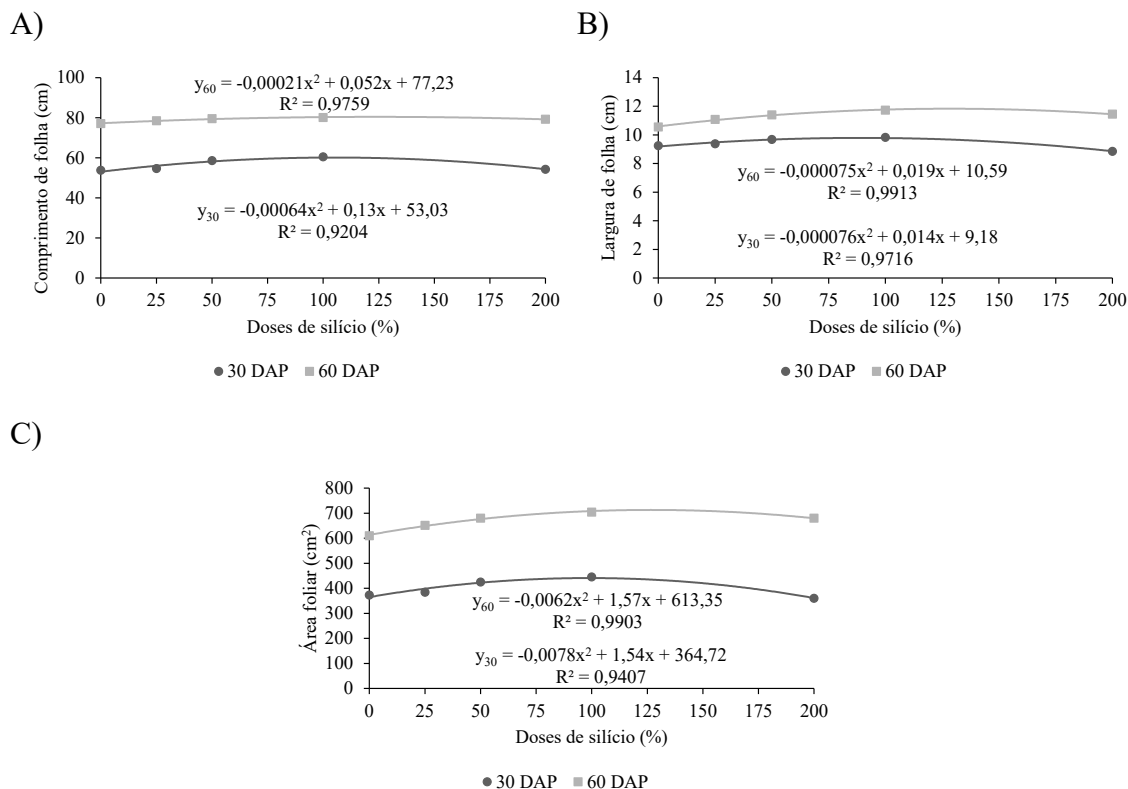 A)
Comprimento de folha (cm)
100
80
60
40
20
0
y60 = -0,00021x² + 0,052x + 77,23
R² = 0,9759
y30 = -0,00064x² + 0,13x + 53,03
R² = 0,9204
0 25 50 75 100 125 150 175 200
Doses de silício (%)
30 DAP 60 DAP
B)
Largura de folha (cm)
14
12
10
8
6
4
2
0
y60 = -0,000075x² + 0,019x + 10,59
R² = 0,9913
y30 = -0,000076x² + 0,014x + 9,18
R² = 0,9716
0 25 50 75 100 125 150 175 200
Doses de silício (%)
30 DAP 60 DAP
C)
Área foliar (cm²)
800
700
600
500
400
300
200
100
0
y60 = -0,0062x² + 1,57x + 613,35
R² = 0,9903
y30 = -0,0078x² + 1,54x + 364,72
R² = 0,9407
0 25 50 75 100 125 150 175 200
Doses de silício (%)
30 DAP 60 DAP